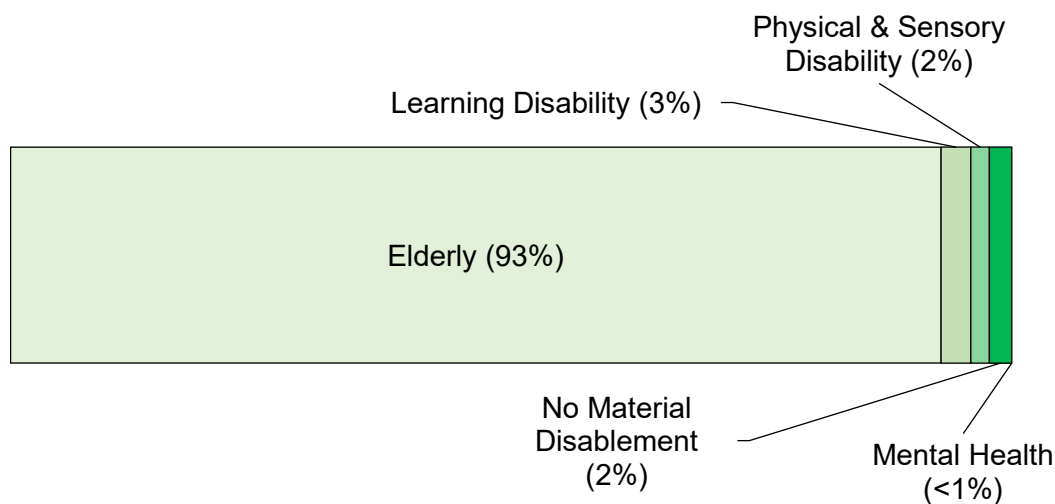 Physical & Sensory
Disability (2%)
Learning Disability (3%)
Elderly (93%)
No Material
Disablement
(2%)
Mental Health
(<1%)